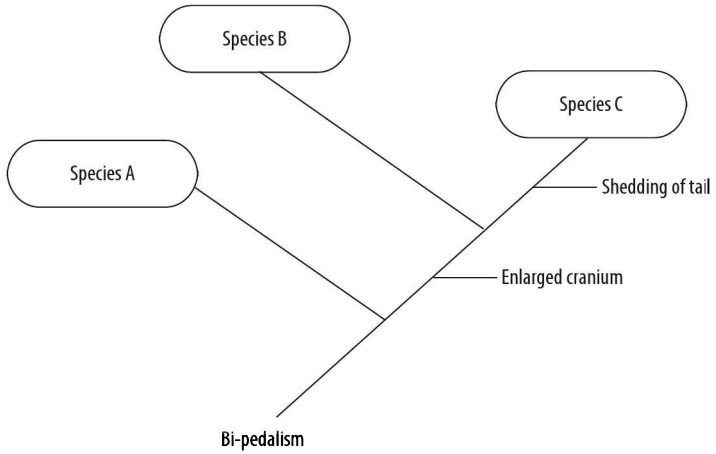 Species B
Species C
Species A
Shedding of tail
Enlarged cranium
Bi-pedalism